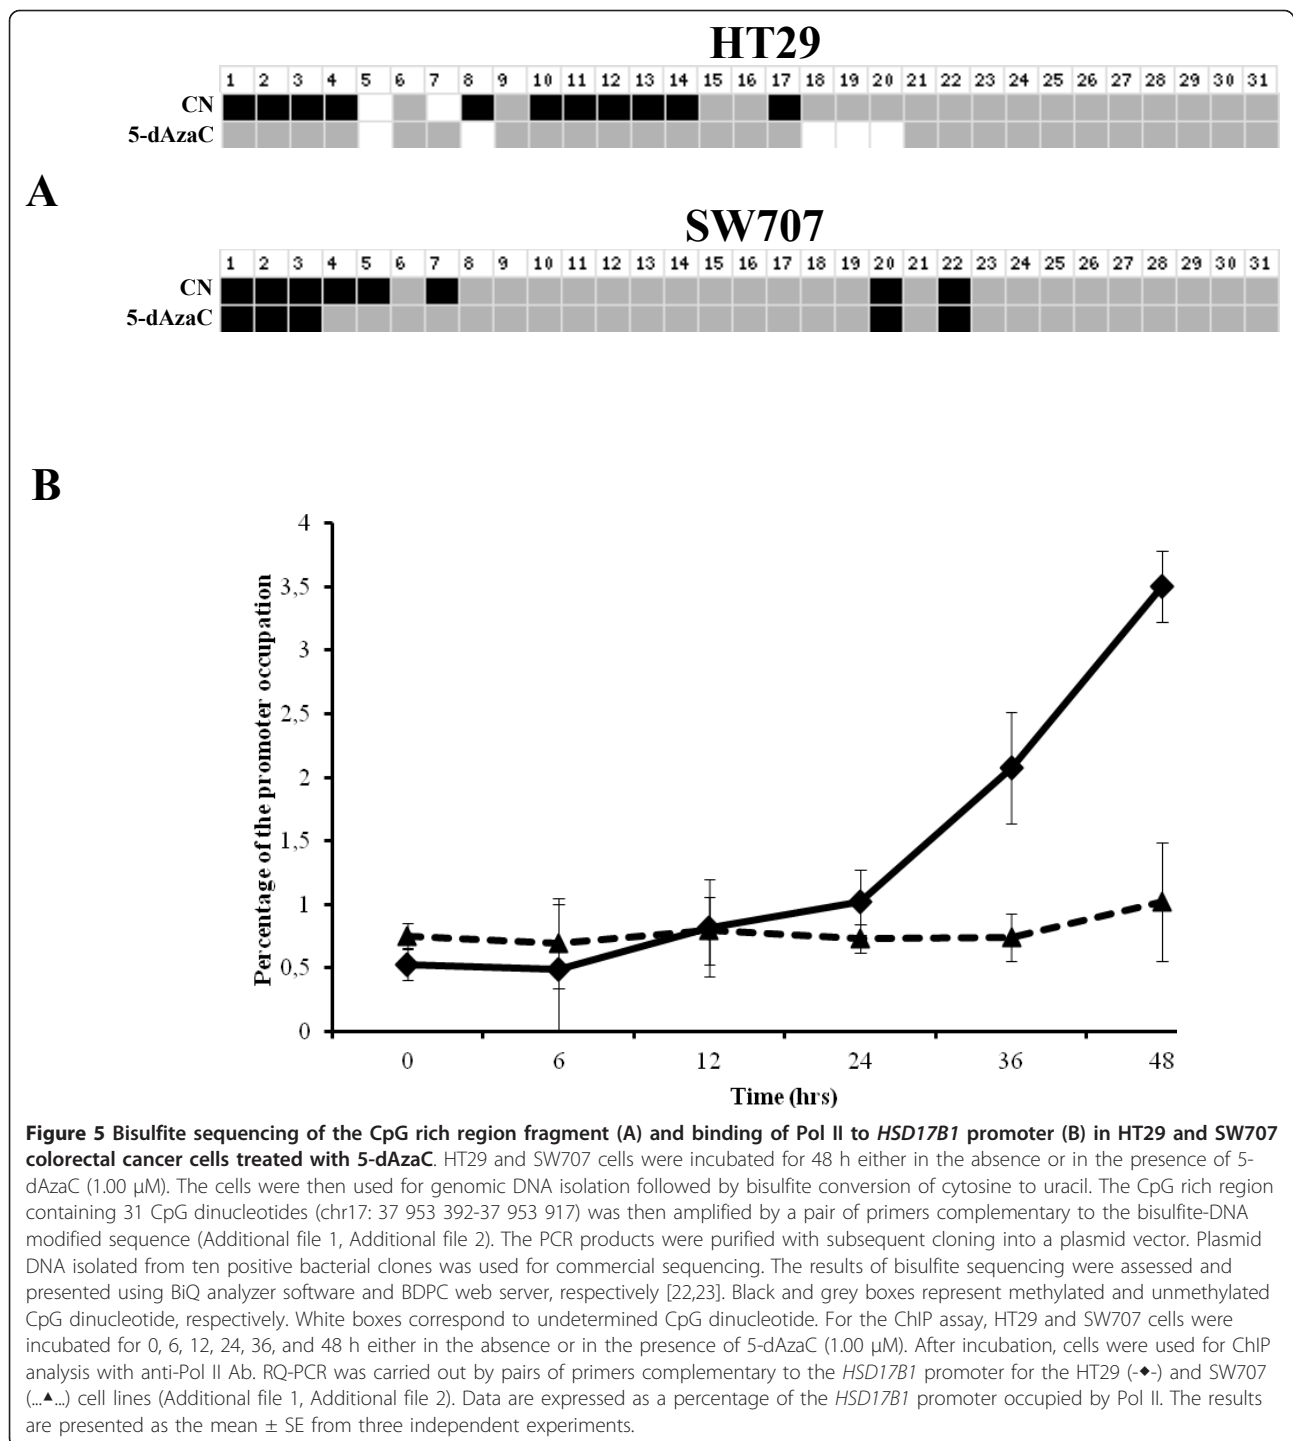 HT29
1 2 3 4 5 6 7 8 9 10 11 12 13 14 15 16 17 18 19 20 21 22 23 24 25 26 27 28 29 30 31
CN
5-dAzaC
A
SW707
1 2 3 4 5 6 7 8 9 10 11 12 13 14 15 16 17 18 19 20 21 22 23 24 25 26 27 28 29 30 31
CN
5-dAzaC
B
Percentage of the promoter occupation
4
3,5
3
2,5
2
1,5
1
0,5
0
0 6 12 24 36 48
Time (hrs)
Figure 5 Bisulfite sequencing of the CpG rich region fragment (A) and binding of Pol II to HSD17B1 promoter (B) in HT29 and SW707
colorectal cancer cells treated with 5-dAzaC. HT29 and SW707 cells were incubated for 48 h either in the absence or in the presence of 5-
dAzaC (1.00 μM). The cells were then used for genomic DNA isolation followed by bisulfite conversion of cytosine to uracil. The CpG rich region
containing 31 CpG dinucleotides (chr17: 37 953 392-37 953 917) was then amplified by a pair of primers complementary to the bisulfite-DNA
modified sequence (Additional file 1, Additional file 2). The PCR products were purified with subsequent cloning into a plasmid vector. Plasmid
DNA isolated from ten positive bacterial clones was used for commercial sequencing. The results of bisulfite sequencing were assessed and
presented using BiQ analyzer software and BDPC web server, respectively [22,23]. Black and grey boxes represent methylated and unmethylated
CpG dinucleotide, respectively. White boxes correspond to undetermined CpG dinucleotide. For the ChIP assay, HT29 and SW707 cells were
incubated for 0, 6, 12, 24, 36, and 48 h either in the absence or in the presence of 5-dAzaC (1.00 μM). After incubation, cells were used for ChIP
analysis with anti-Pol II Ab. RQ-PCR was carried out by pairs of primers complementary to the HSD17B1 promoter for the HT29 (-◆-) and SW707
(...▲...) cell lines (Additional file 1, Additional file 2). Data are expressed as a percentage of the HSD17B1 promoter occupied by Pol II. The results
are presented as the mean ± SE from three independent experiments.